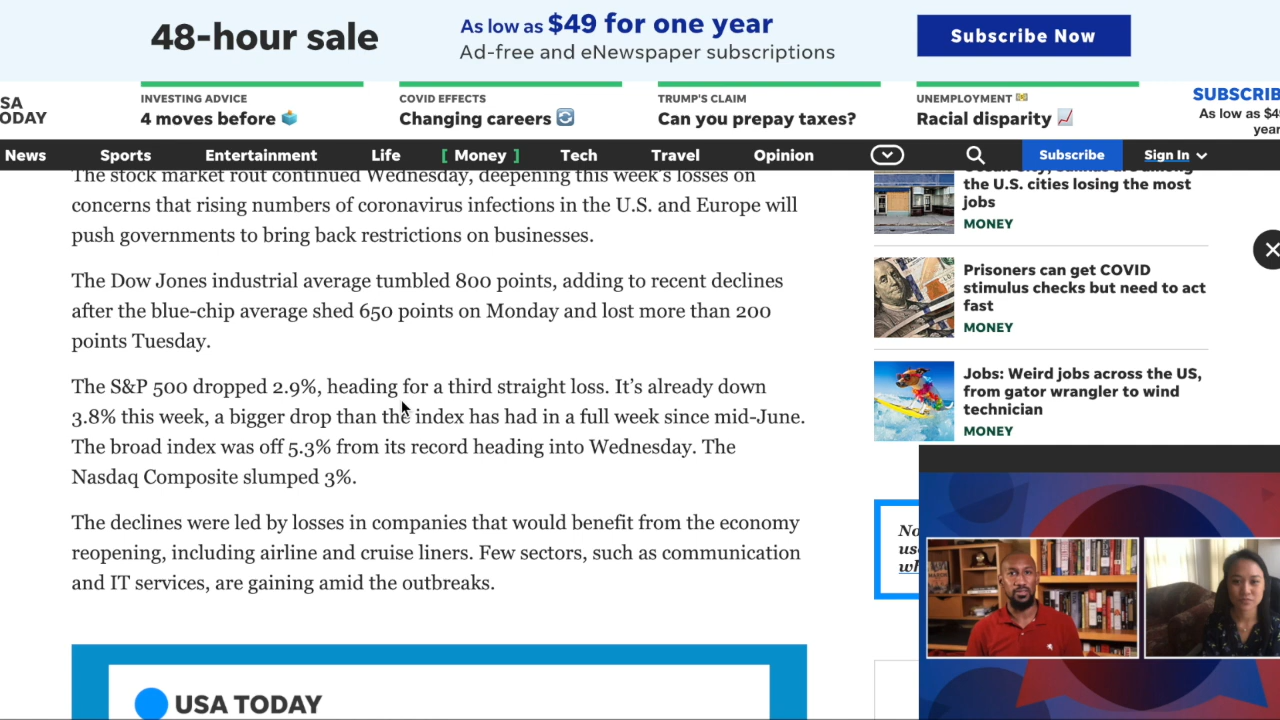 48-hour sale
As low as $49 for one year
Ad-free and eNewspaper subscriptions
Subscribe Now
SA
ODAY
INVESTING ADVICE
4 moves before
COVID EFFECTS
Changing careers
TRUMP'S CLAIM
Can you prepay taxes?
UNEMPLOYMENT
Racial disparity
SUBSCRIB
As low as $4
year
News Sports Entertainment Life [ Money ] Tech Travel Opinion Subscribe Sign In
The stock market rout continued Wednesday, deepening this week's losses on
concerns that rising numbers of coronavirus infections in the U.S. and Europe will
push governments to bring back restrictions on businesses.
The Dow Jones industrial average tumbled 800 points, adding to recent declines
after the blue-chip average shed 650 points on Monday and lost more than 200
points Tuesday.
The S&P 500 dropped 2.9%, heading for a third straight loss. It’s already down
3.8% this week, a bigger drop than the index has had in a full week since mid-June.
The broad index was off 5.3% from its record heading into Wednesday. The
Nasdaq Composite slumped 3%.
The declines were led by losses in companies that would benefit from the economy
reopening, including airline and cruise liners. Few sectors, such as communication
and IT services, are gaining amid the outbreaks.
USA TODAY
the U.S. cities losing the most
jobs
MONEY
Prisoners can get COVID
stimulus checks but need to act
fast
MONEY
Jobs: Weird jobs across the US,
from gator wrangler to wind
technician
MONEY
No
us
wh